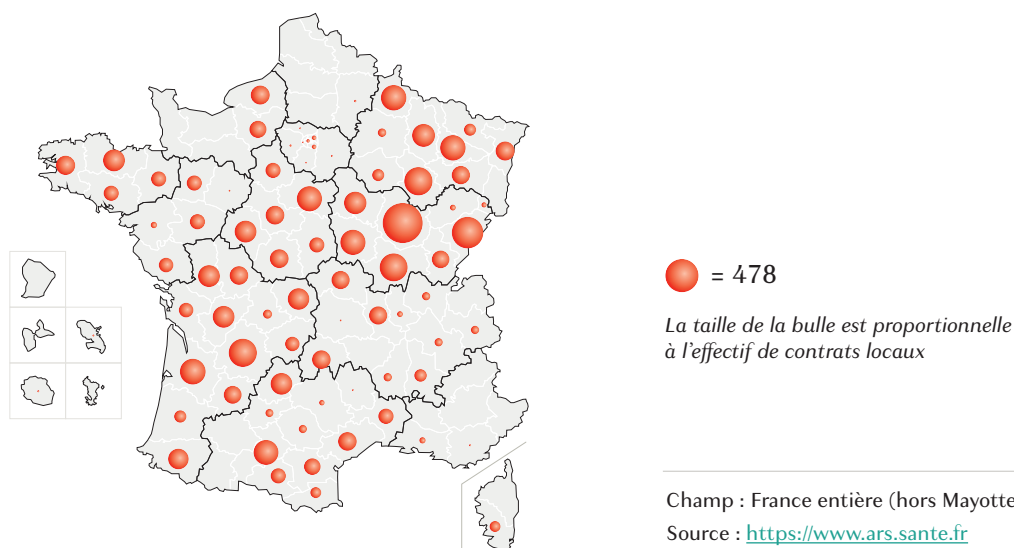 = 478
La taille de la bulle est proportionnelle
à l'effectif de contrats locaux
Champ : France entière (hors Mayotte
Source : https://www.ars.sante.fr